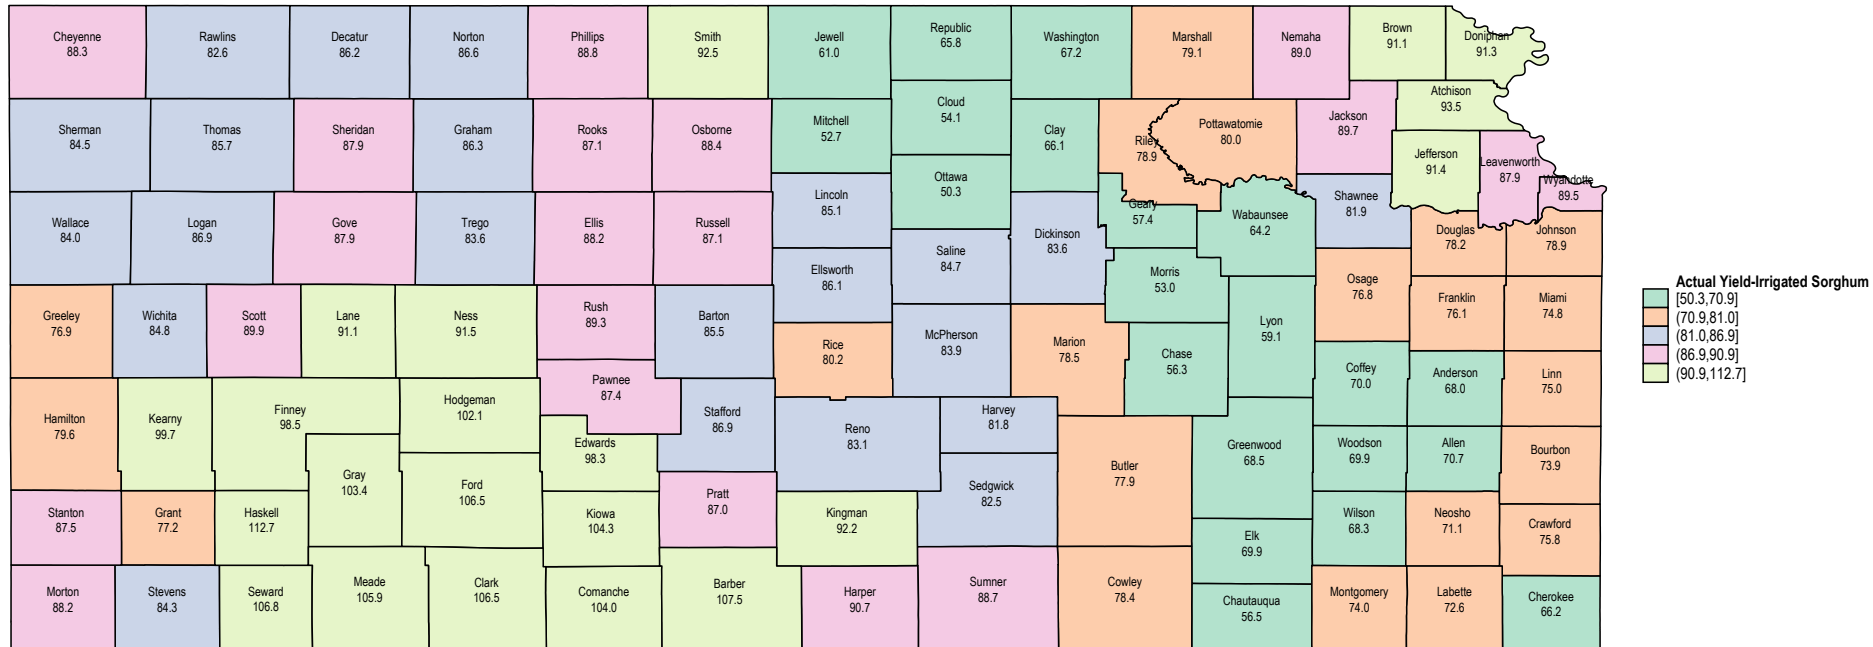 Cheyenne
88.3
Rawlins
82.6
Decatur
86.2
Norton
86.6
Phillips
88.8
Smith
92.5
Jewell
61.0
Republic
65.8
Washington
67.2
Marshall
79.1
Nemaha
89.0
Brown
91.1
Doniphan
91.3
Sherman
84.5
Thomas
85.7
Sheridan
87.9
Graham
86.3
Rooks
87.1
Osborne
88.4
Mitchell
52.7
Cloud
54.1
Clay
66.1
Riley
78.9
Pottawatomie
80.0
Jackson
89.7
Atchison
93.5
Jefferson
91.4
Leavenworth
87.9
Wyandotte
89.5
Wallace
84.0
Logan
86.9
Gove
87.9
Trego
83.6
Ellis
88.2
Russell
87.1
Lincoln
85.1
Ottawa
50.3
Saline
84.7
Dickinson
83.6
Geary
57.4
Wabaunsee
64.2
Shawnee
81.9
Douglas
78.2
Johnson
78.9
Ellsworth
86.1
Morris
53.0
Osage
76.8
Franklin
76.1
Miami
74.8
Greeley
76.9
Wichita
84.8
Scott
89.9
Lane
91.1
Ness
91.5
Rush
89.3
Barton
85.5
Rice
80.2
McPherson
83.9
Marion
78.5
Chase
56.3
Lyon
59.1
Coffey
70.0
Anderson
68.0
Linn
75.0
Hamilton
79.6
Kearny
99.7
Finney
98.5
Hodgeman
102.1
Pawnee
87.4
Stafford
86.9
Reno
83.1
Harvey
81.8
Edwards
98.3
Gray
103.4
Ford
106.5
Butler
77.9
Greenwood
68.5
Woodson
69.9
Allen
70.7
Bourbon
73.9
Stanton
87.5
Grant
77.2
Haskell
112.7
Kiowa
104.3
Pratt
87.0
Kingman
92.2
Sedgwick
82.5
Elk
69.9
Wilson
68.3
Neosho
71.1
Crawford
75.8
Morton
88.2
Stevens
84.3
Seward
106.8
Meade
105.9
Clark
106.5
Comanche
104.0
Barber
107.5
Harper
90.7
Sumner
88.7
Cowley
78.4
Chautauqua
56.5
Montgomery
74.0
Labette
72.6
Cherokee
66.2
Actual Yield-Irrigated Sorghum
[50.3,70.9]
(70.9,81.0]
(81.0,86.9]
(86.9,90.9]
(90.9,112.7]